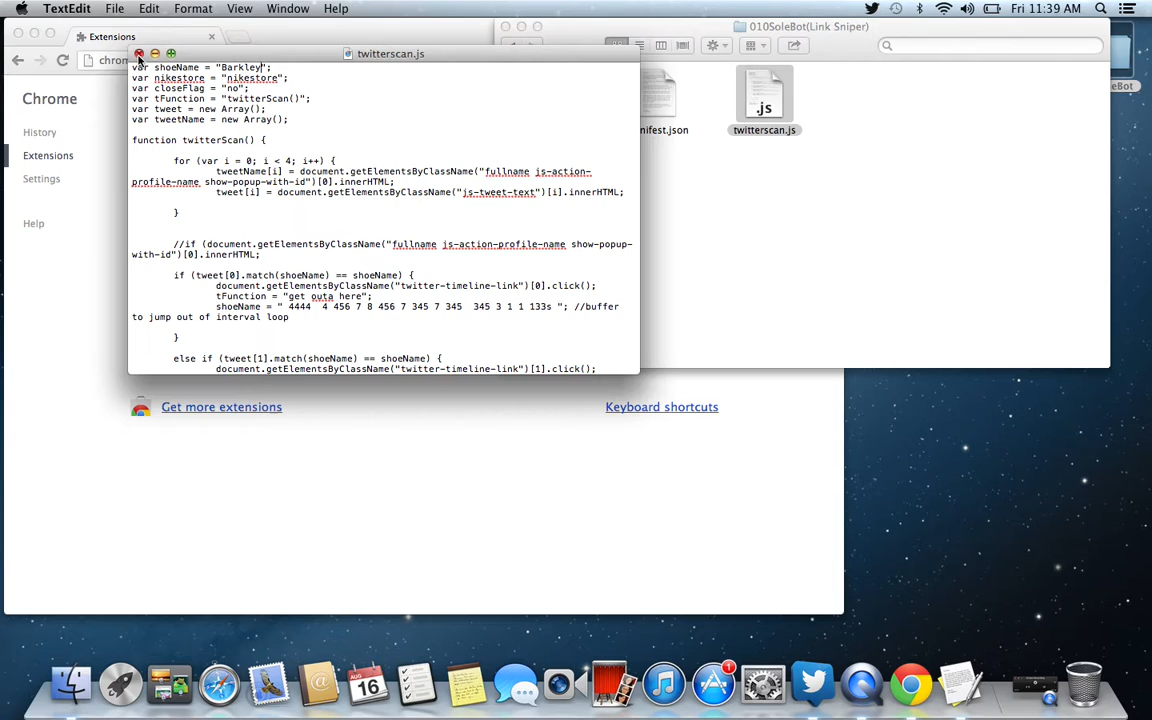 TextEdit File Edit Format View Window Help
Fri 11:39 AM
Extensions
chrom
Chrome
History
Extensions
Settings
Help
Get more extensions
Keyboard shortcuts
010SoleBot(Link Sniper)
nifest.json
.js
twitterscan.js
eBot
twitterscan.js
var shoeName = "Barkley";
var nikestore = "nikestore";
var closeFlag = "no";
var tFunction = "twitterScan()";
var tweet = new Array();
var tweetName = new Array();
function twitterScan() {
for (var i = 0; i < 4; i++) {
tweetName[i] = document.getElementsByClassName("fullname js-action-
profile-name show-popup-with-id")[0].innerHTML;
tweet[i] = document.getElementsByClassName("js-tweet-text")[i].innerHTML;
}
//if (document.getElementsByClassName("fullname js-action-profile-name show-popup-
with-id")[0].innerHTML;
if (tweet[0].match(shoeName) == shoeName) {
document.getElementsByClassName("twitter-timeline-link")[0].click();
tFunction = "get outa here";
shoeName = " 4444  4 456 7 8 456 7 345 7 345  345 3 1 1 133s "; //buffer
to jump out of interval loop
}
else if (tweet[1].match(shoeName) == shoeName) {
document.getElementsByClassName("twitter-timeline-link")[1].click();
AUG
16
1